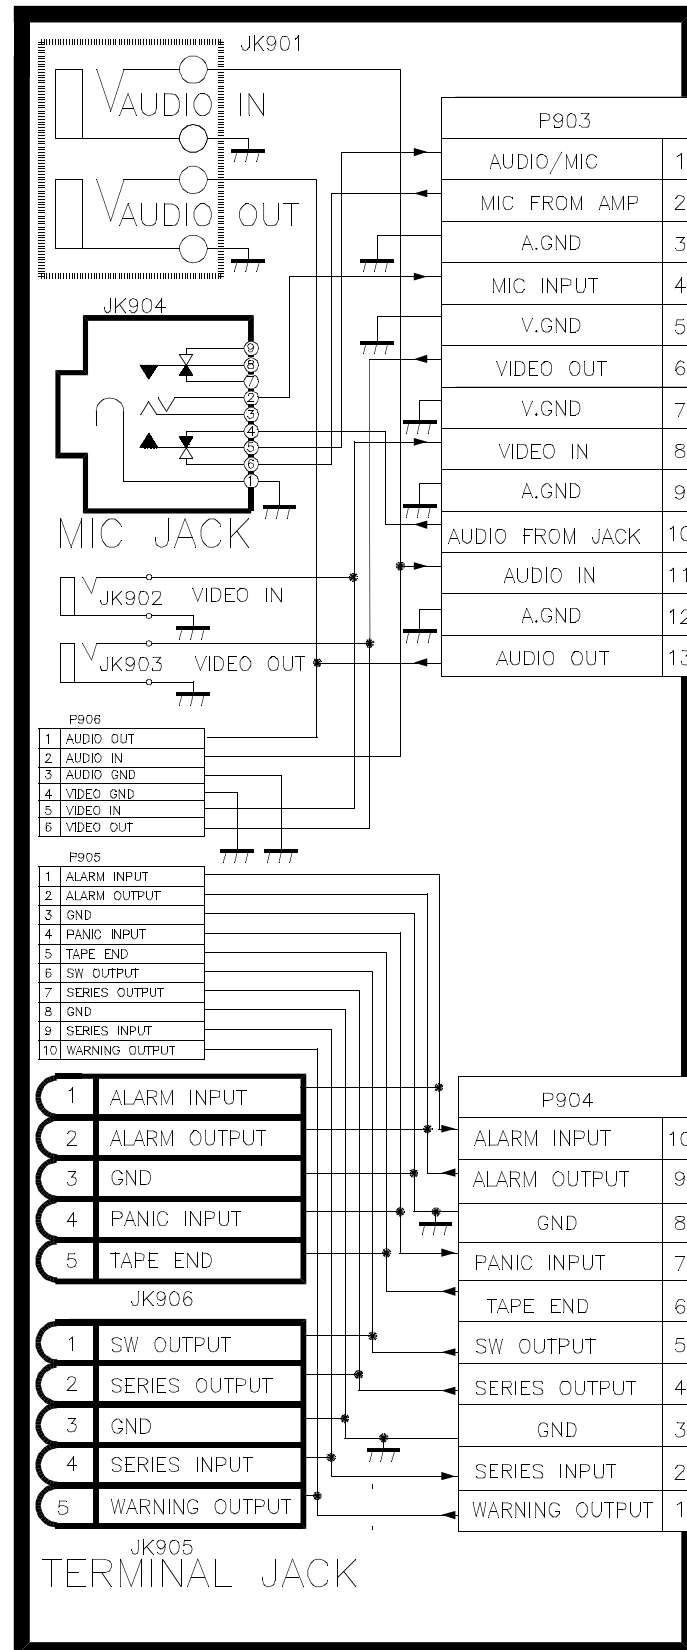 JK901
AUDIO IN
AUDIO OUT
JK904
9
8
7
2
3
4
5
6
1
MIC JACK
JK902 VIDEO IN
JK903 VIDEO OUT
P903
AUDIO/MIC 1
MIC FROM AMP 2
A.GND 3
MIC INPUT 4
V.GND 5
VIDEO OUT 6
V.GND 7
VIDEO IN 8
A.GND 9
AUDIO FROM JACK 10
AUDIO IN 11
A.GND 12
AUDIO OUT 13
P906
1 AUDIO OUT
2 AUDIO IN
3 AUDIO GND
4 VIDEO GND
5 VIDEO IN
6 VIDEO OUT
P905
1 ALARM INPUT
2 ALARM OUTPUT
3 GND
4 PANIC INPUT
5 TAPE END
6 SW OUTPUT
7 SERIES OUTPUT
8 GND
9 SERIES INPUT
10 WARNING OUTPUT
1 ALARM INPUT
2 ALARM OUTPUT
3 GND
4 PANIC INPUT
5 TAPE END
JK906
1 SW OUTPUT
2 SERIES OUTPUT
3 GND
4 SERIES INPUT
5 WARNING OUTPUT
JK905
TERMINAL JACK
P904
ALARM INPUT 10
ALARM OUTPUT 9
GND 8
PANIC INPUT 7
TAPE END 6
SW OUTPUT 5
SERIES OUTPUT 4
GND 3
SERIES INPUT 2
WARNING OUTPUT 1